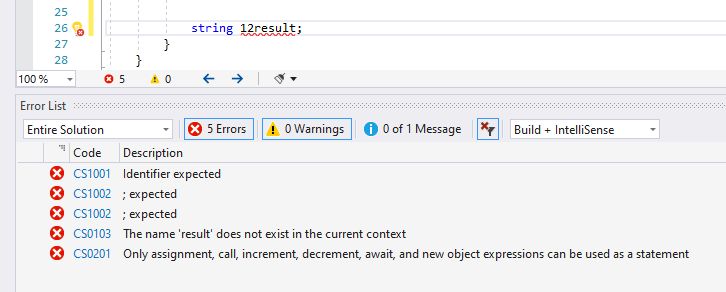 25
26 string 12result;
27 }
28 }
100 % 5 0
Error List
Entire Solution 5 Errors 0 Warnings 0 of 1 Message Build + IntelliSense
Code Description
CS1001 Identifier expected
CS1002 ; expected
CS1002 ; expected
CS0103 The name 'result' does not exist in the current context
CS0201 Only assignment, call, increment, decrement, await, and new object expressions can be used as a statement